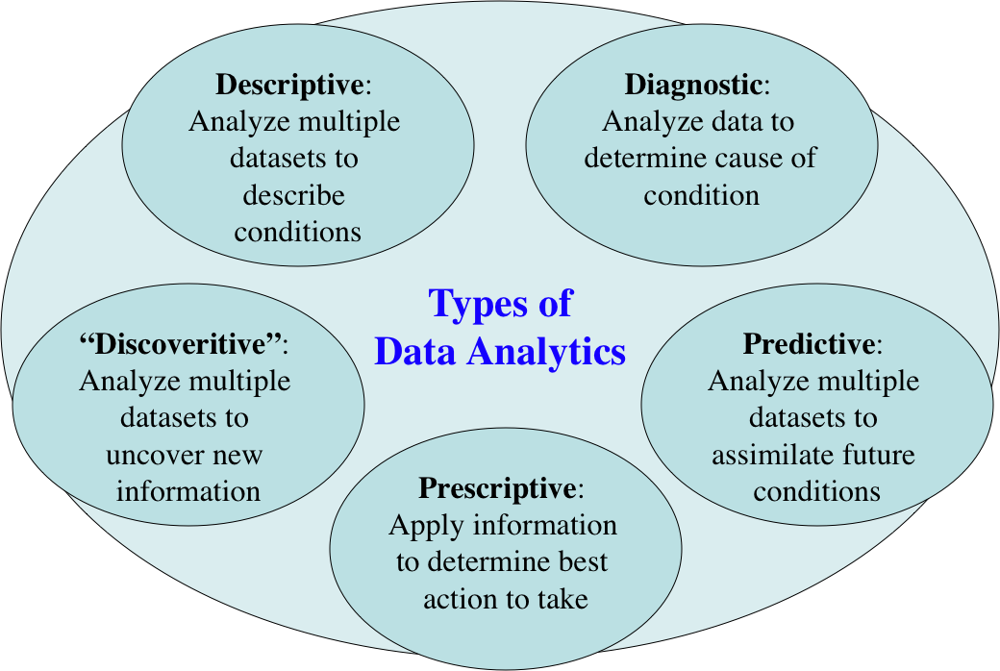 Descriptive:
Analyze multiple
datasets to
describe
conditions
Diagnostic:
Analyze data to
determine cause of
condition
Types of
Data Analytics
“Discoveritive”:
Analyze multiple
datasets to
uncover new
information
Predictive:
Analyze multiple
datasets to
assimilate future
conditions
Prescriptive:
Apply information
to determine best
action to take